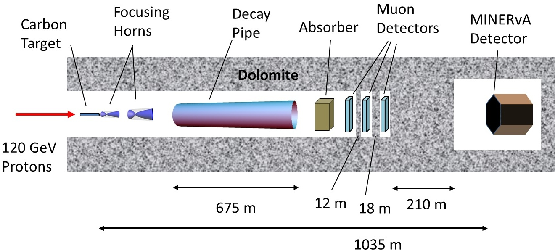 Carbon
Target
Focusing
Horns
Decay
Pipe
Absorber
Muon
Detectors
MINERvA
Detector
Dolomite
120 GeV
Protons
675 m
12 m
18 m
210 m
1035 m